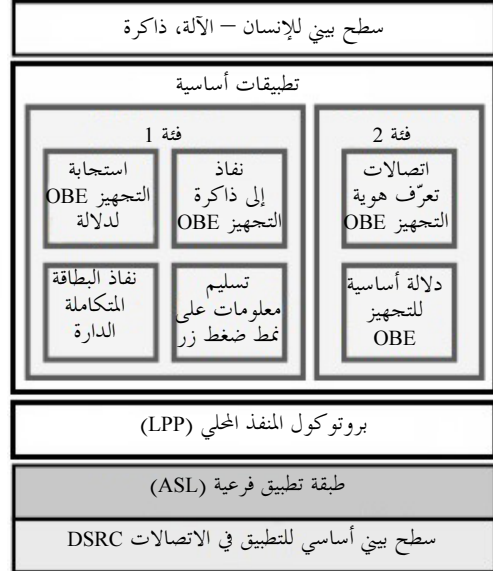 سطح بيني للإنسان – الآلة، ذاكرة
تطبيقات أساسية
فئة 1
فئة 2
استجابة
التجهيز OBE
لدلالة
نفاذ
إلى ذاكرة
التجهيز OBE
اتصالات
تعرّف هوية
التجهيز OBE
نفاذ البطاقة
المتكاملة
الدارة
تسليم
معلومات على
نمط ضغط زر
دلالة أساسية
للتجهيز
OBE
بروتوكول المنفذ المحلي (LPP)
طبقة تطبيق فرعية (ASL)
سطح بيني أساسي للتطبيق في الاتصالات DSRC